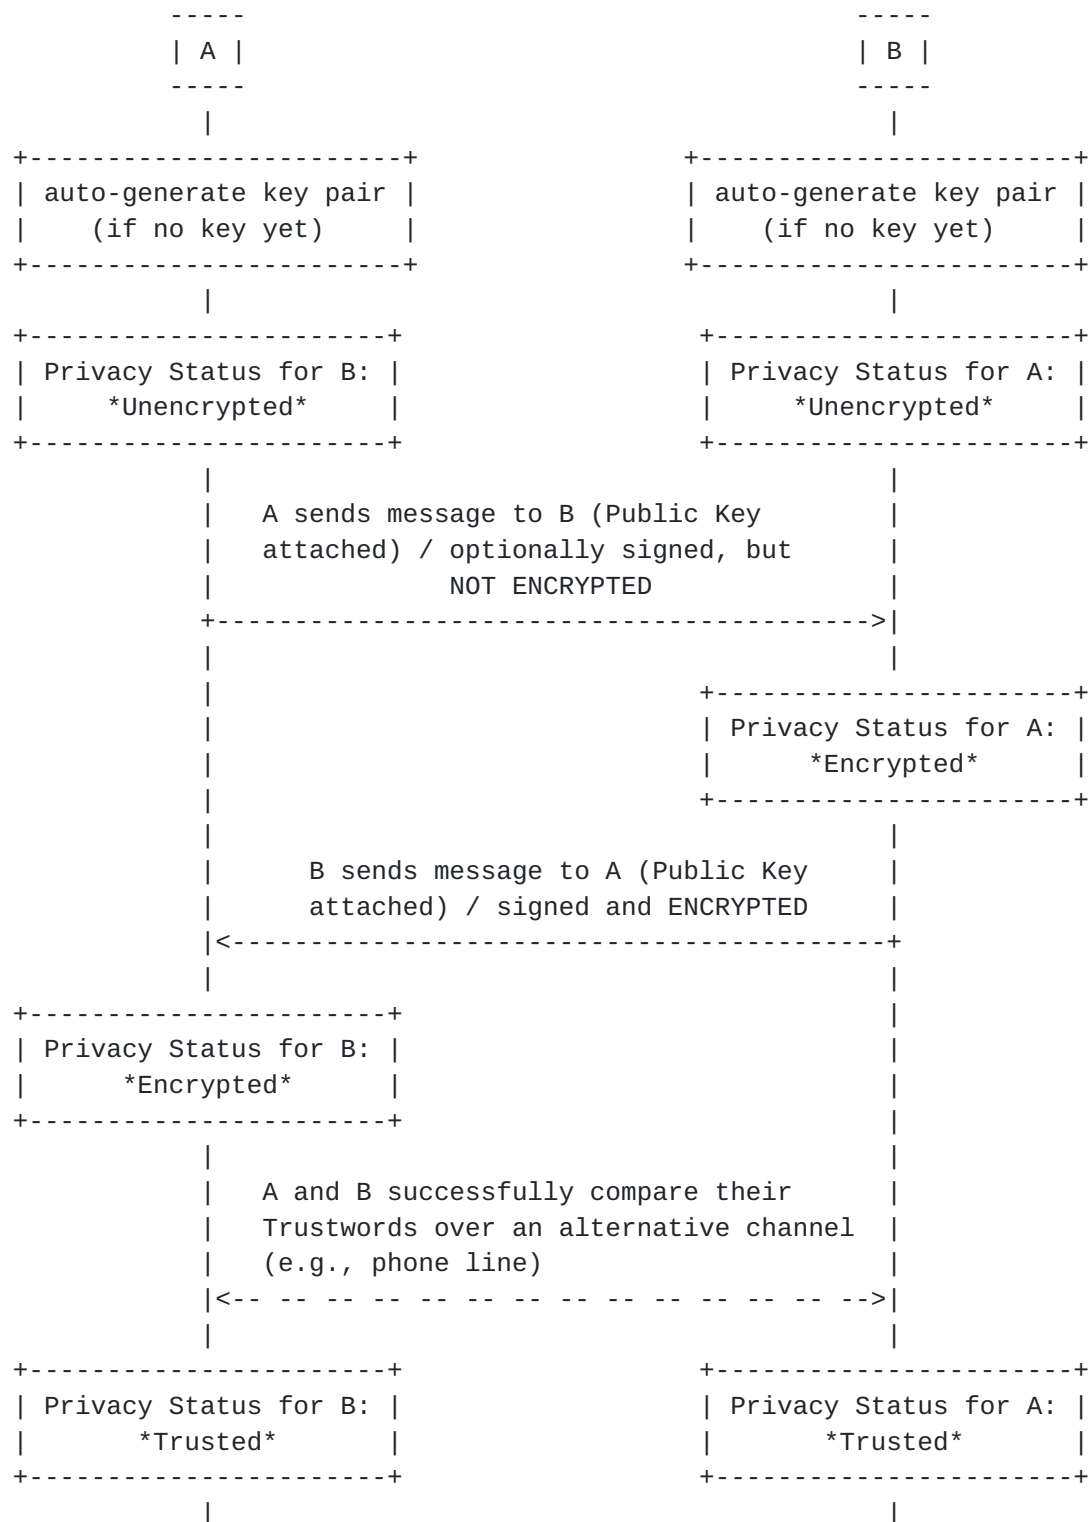 -----                                       -----
| A |                                       | B |
-----                                       -----
|                                           |
+------------------------+                 +------------------------+
| auto-generate key pair |                 | auto-generate key pair |
|    (if no key yet)     |                 |    (if no key yet)     |
+------------------------+                 +------------------------+
|                                           |
+-----------------------+                   +-----------------------+
| Privacy Status for B: |                   | Privacy Status for A: |
|     *Unencrypted*     |                   |     *Unencrypted*     |
+-----------------------+                   +-----------------------+
|                                           |
|   A sends message to B (Public Key        |
|   attached) / optionally signed, but      |
|               NOT ENCRYPTED               |
+------------------------------------------>|
|                                           |
|                               +-----------------------+
|                               | Privacy Status for A: |
|                               |      *Encrypted*      |
|                               +-----------------------+
|                                           |
|      B sends message to A (Public Key     |
|      attached) / signed and ENCRYPTED     |
|<------------------------------------------+
|                                           |
+-----------------------+                   |
| Privacy Status for B: |                   |
|      *Encrypted*      |                   |
+-----------------------+                   |
|                                           |
|   A and B successfully compare their      |
|   Trustwords over an alternative channel  |
|   (e.g., phone line)                      |
|<-- -- -- -- -- -- -- -- -- -- -- -- -- -->|
|                                           |
+-----------------------+                   +-----------------------+
| Privacy Status for B: |                   | Privacy Status for A: |
|       *Trusted*       |                   |       *Trusted*       |
+-----------------------+                   +-----------------------+
|                                           |